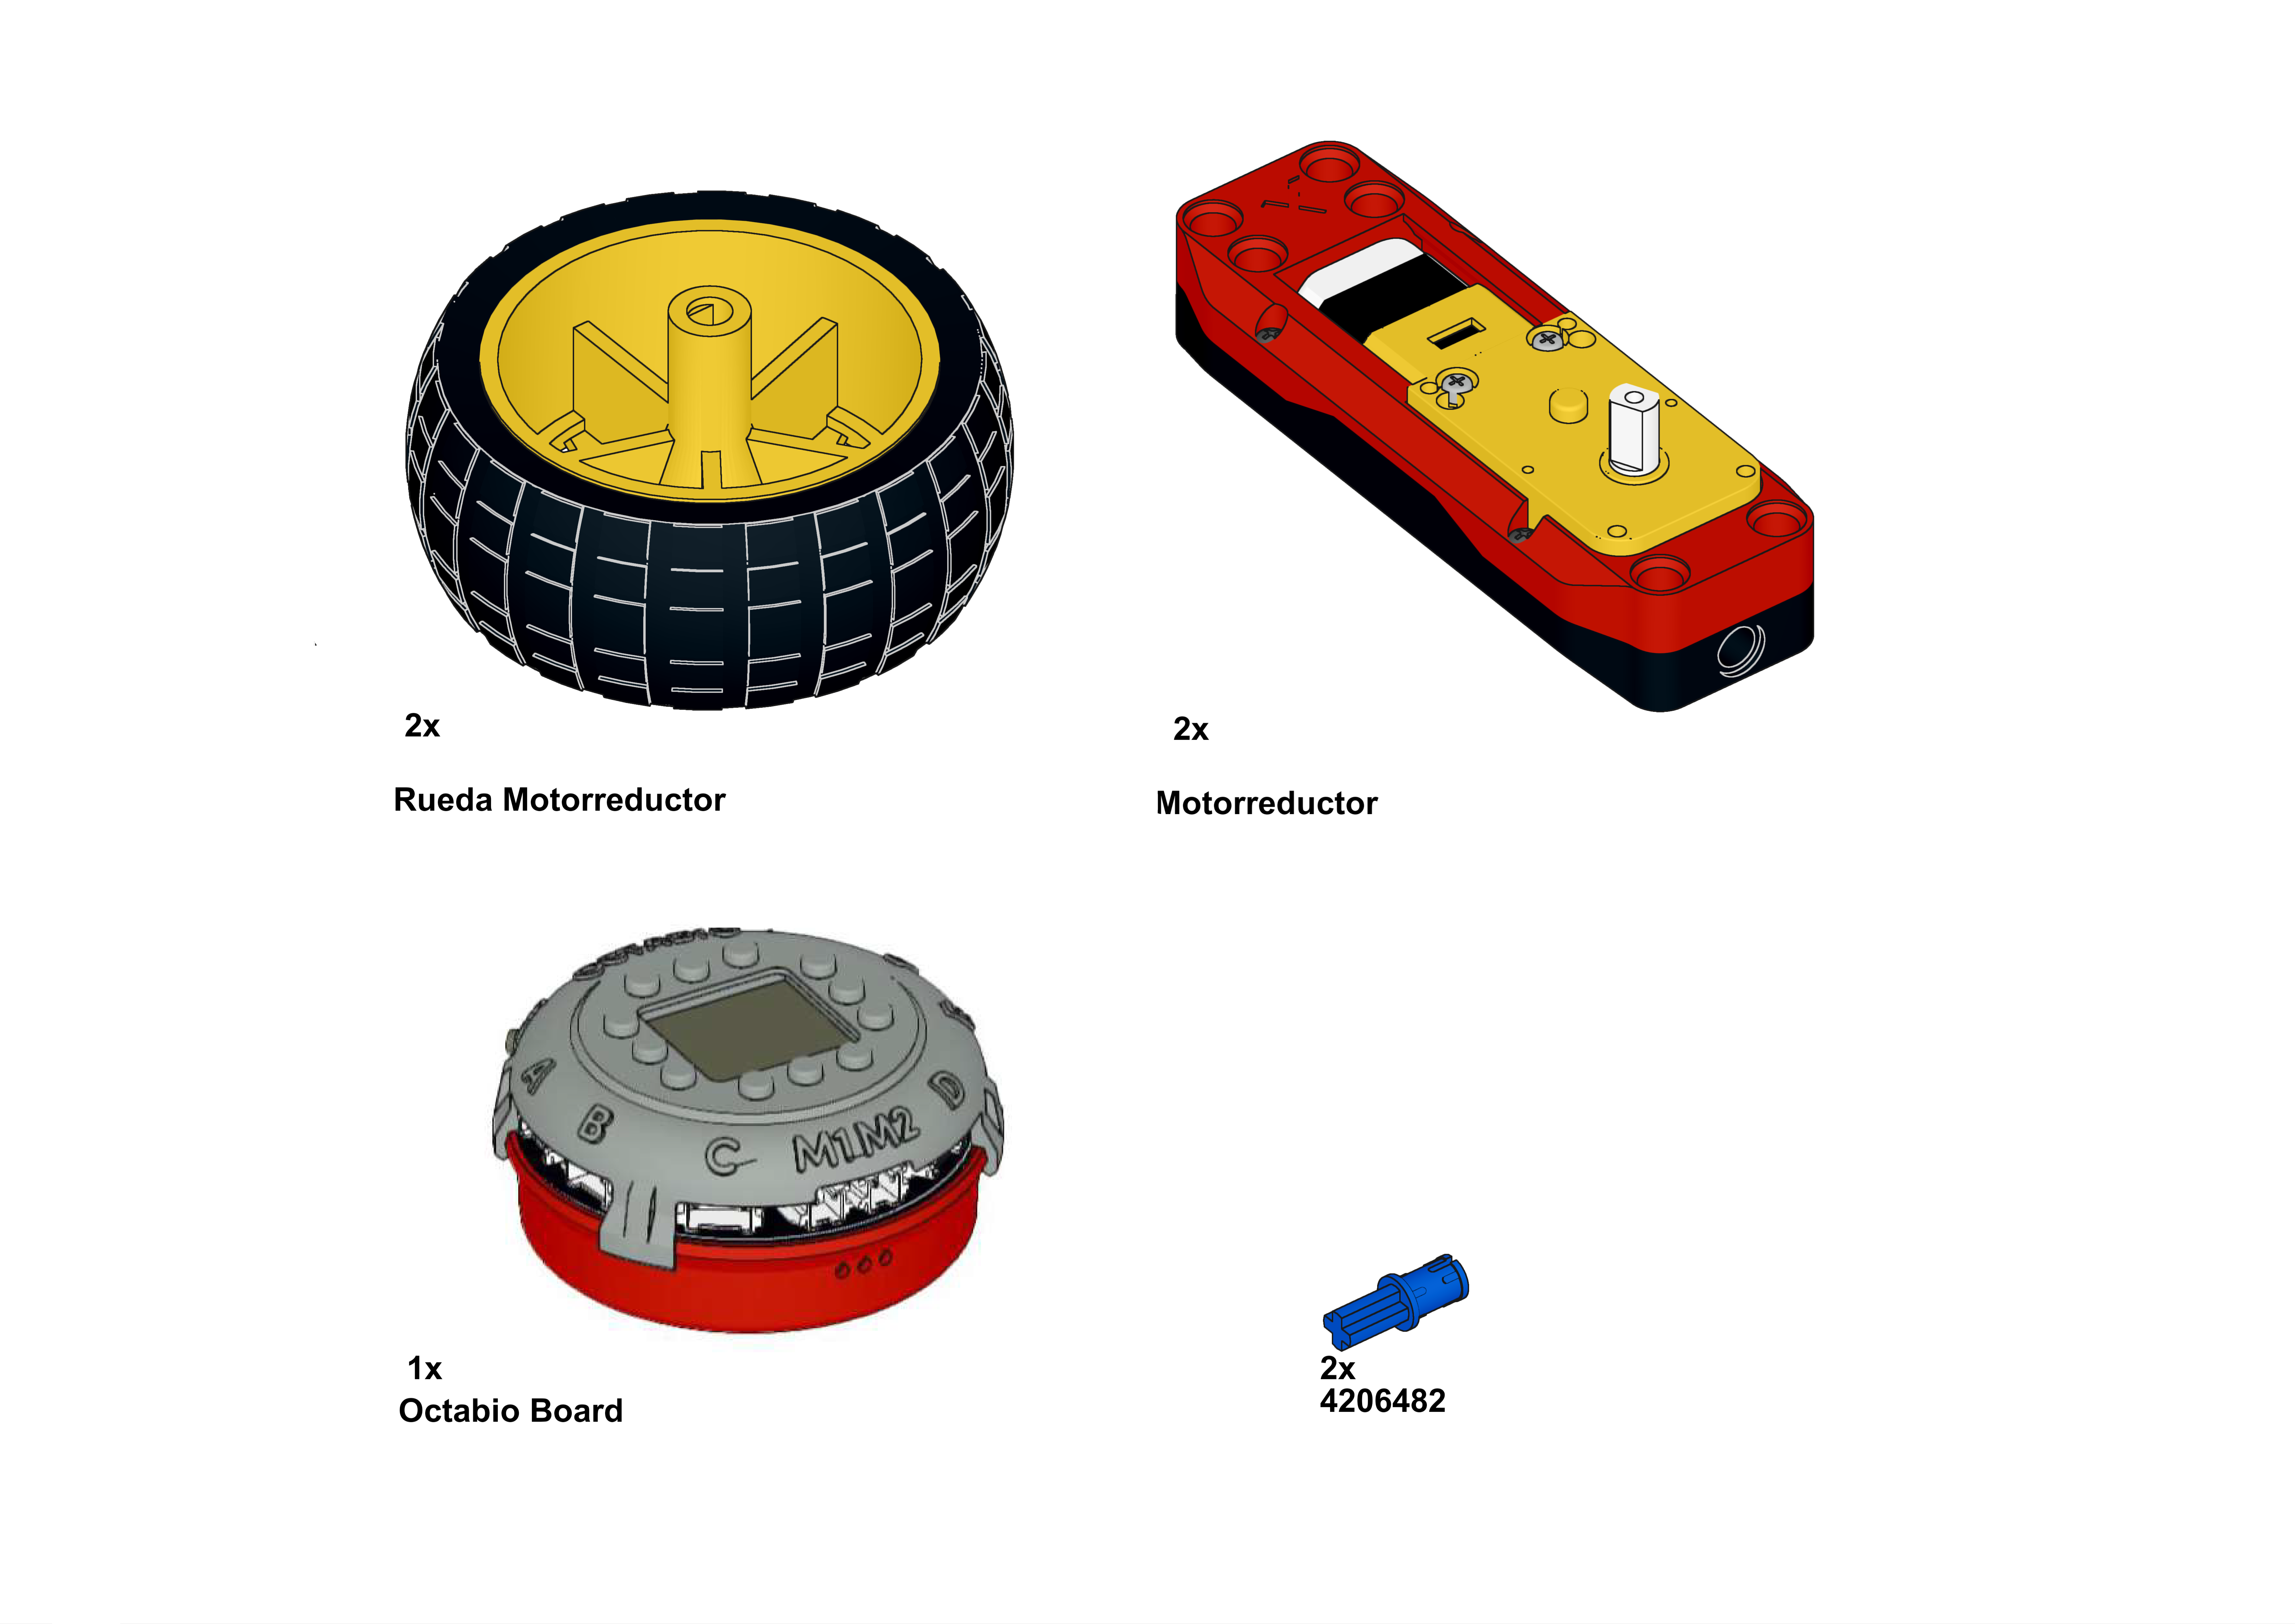 2x
Rueda Motorreductor
2x
Motorreductor
A
B
C
M1M2
D
1x
Octabio Board
2x
4206482